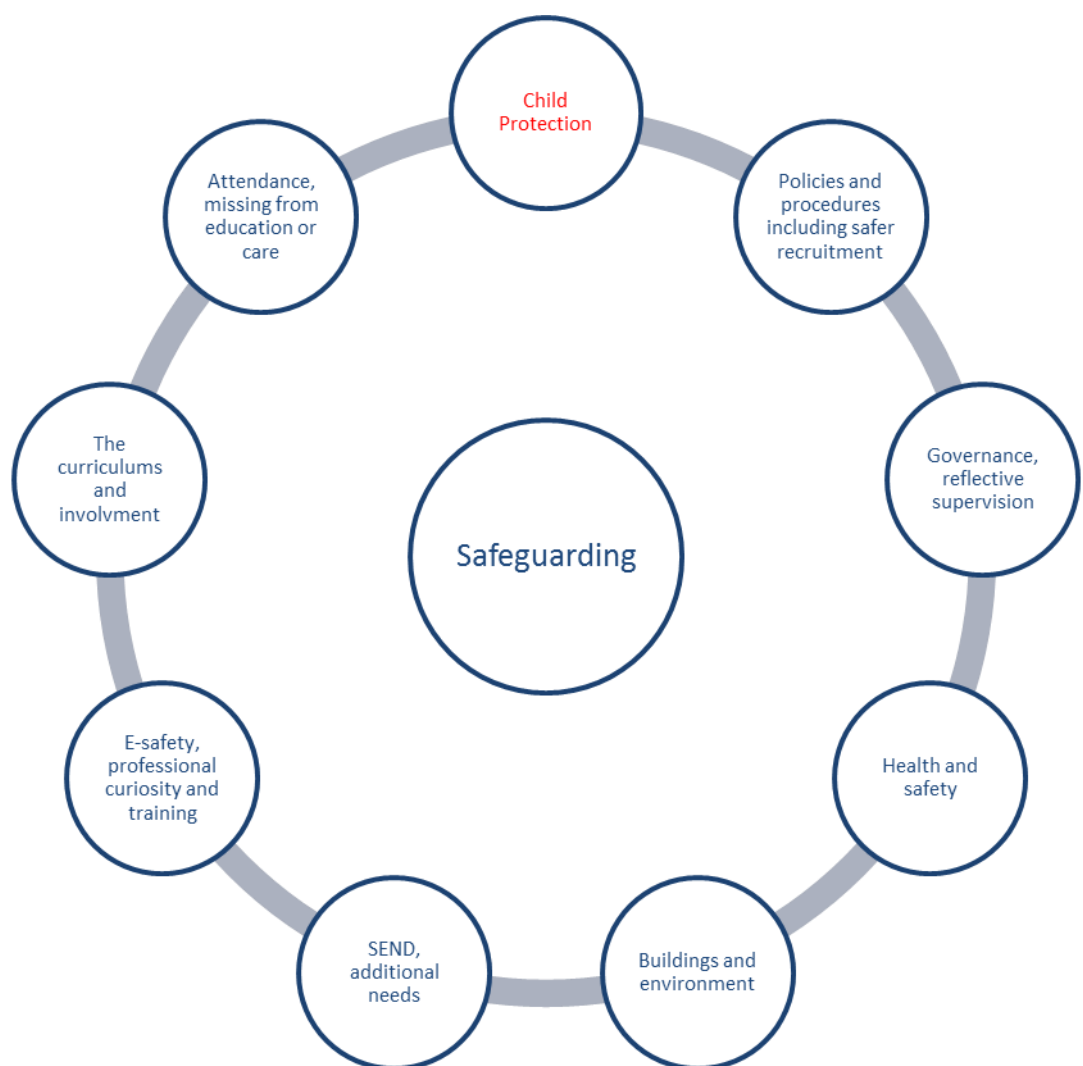 Child
Protection
Policies and
procedures
including safer
recruitment
Governance,
reflective
supervision
Health and
safety
Buildings and
environment
SEND,
additional
needs
E-safety,
professional
curiosity and
training
The
curriculums
and
involvment
Attendance,
missing from
education or
care
Safeguarding